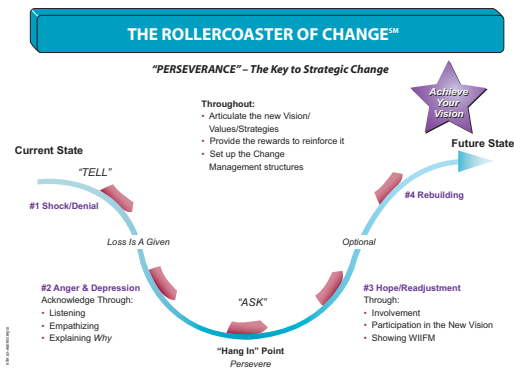 THE ROLLERCOASTER OF CHANGE℠
"PERSEVERANCE" – The Key to Strategic Change
Achieve
Your
Vision
Throughout:
• Articulate the new Vision/
Values/Strategies
• Provide the rewards to reinforce it
• Set up the Change
Management structures
Current State
Future State
"TELL"
#1 Shock/Denial
#4 Rebuilding
Loss Is A Given
Optional
#2 Anger & Depression
Acknowledge Through:
• Listening
• Empathizing
• Explaining Why
"ASK"
#3 Hope/Readjustment
Through:
• Involvement
• Participation in the New Vision
• Showing WIIFM
"Hang In" Point
Persevere